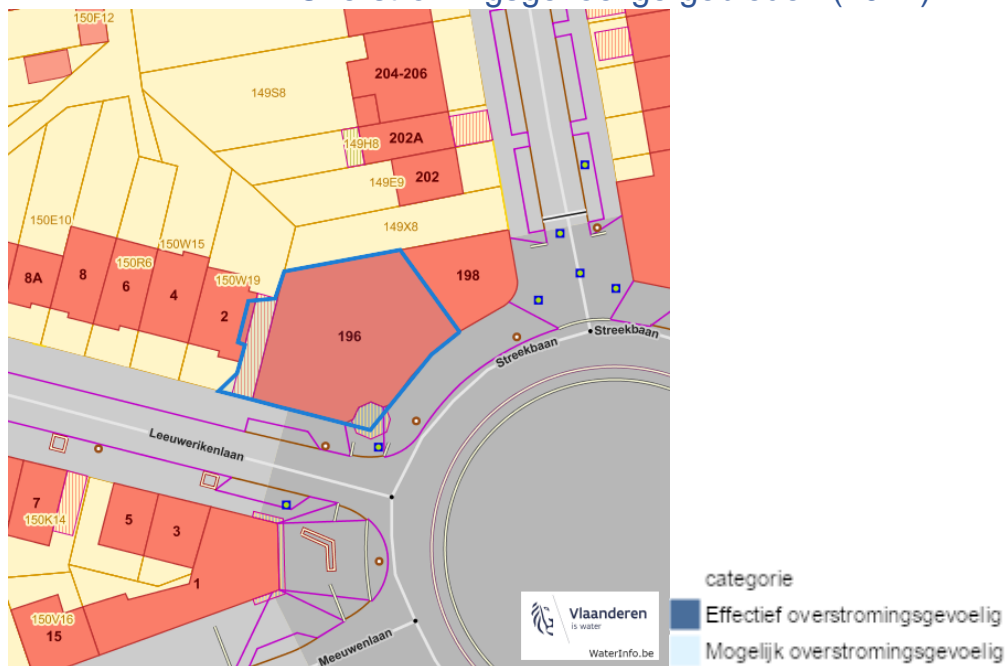 150F12
204-206
149S8
202A
149H8
202
149E9
150E10
149X8
150W15
8A
8
150R6
6
150W19
4
198
2
196
Streekbaan
Streekbaan
Leeuwerikenlaan
7
150K14
5
3
1
150V16
15
Meeuwenlaan
Vlaanderen
is water
WaterInfo.be
categorie
Effectief overstromingsgevoelig
Mogelijk overstromingsgevoelig